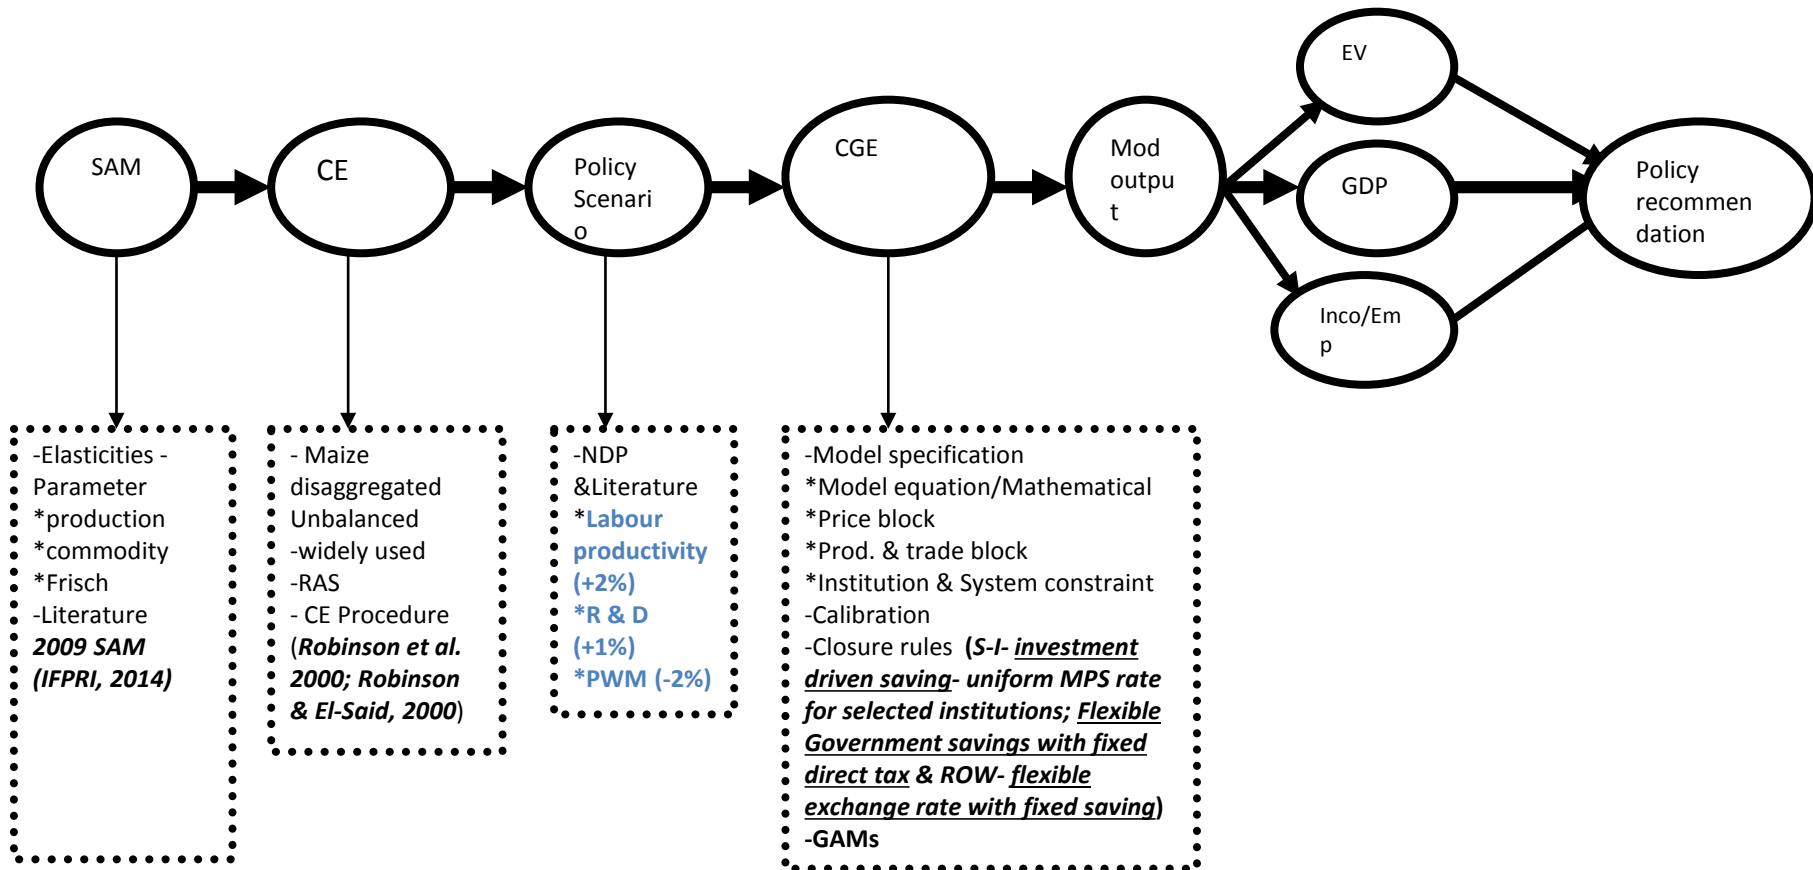 SAM
CE
Policy
Scenari
o
CGE
Mod
outpu
t
EV
GDP
Inco/Em
p
Policy
recommen
dation
-Elasticities -
Parameter
*production
*commodity
*Frisch
-Literature
2009 SAM
(IFPRI, 2014)
- Maize
disaggregated
Unbalanced
-widely used
-RAS
- CE Procedure
(Robinson et al.
2000; Robinson
& El-Said, 2000)
-NDP
&Literature
*Labour
productivity
(+2%)
*R & D
(+1%)
*PWM (-2%)
-Model specification
*Model equation/Mathematical
*Price block
*Prod. & trade block
*Institution & System constraint
-Calibration
-Closure rules (S-I- investment
driven saving- uniform MPS rate
for selected institutions; Flexible
Government savings with fixed
direct tax & ROW- flexible
exchange rate with fixed saving)
-GAMs